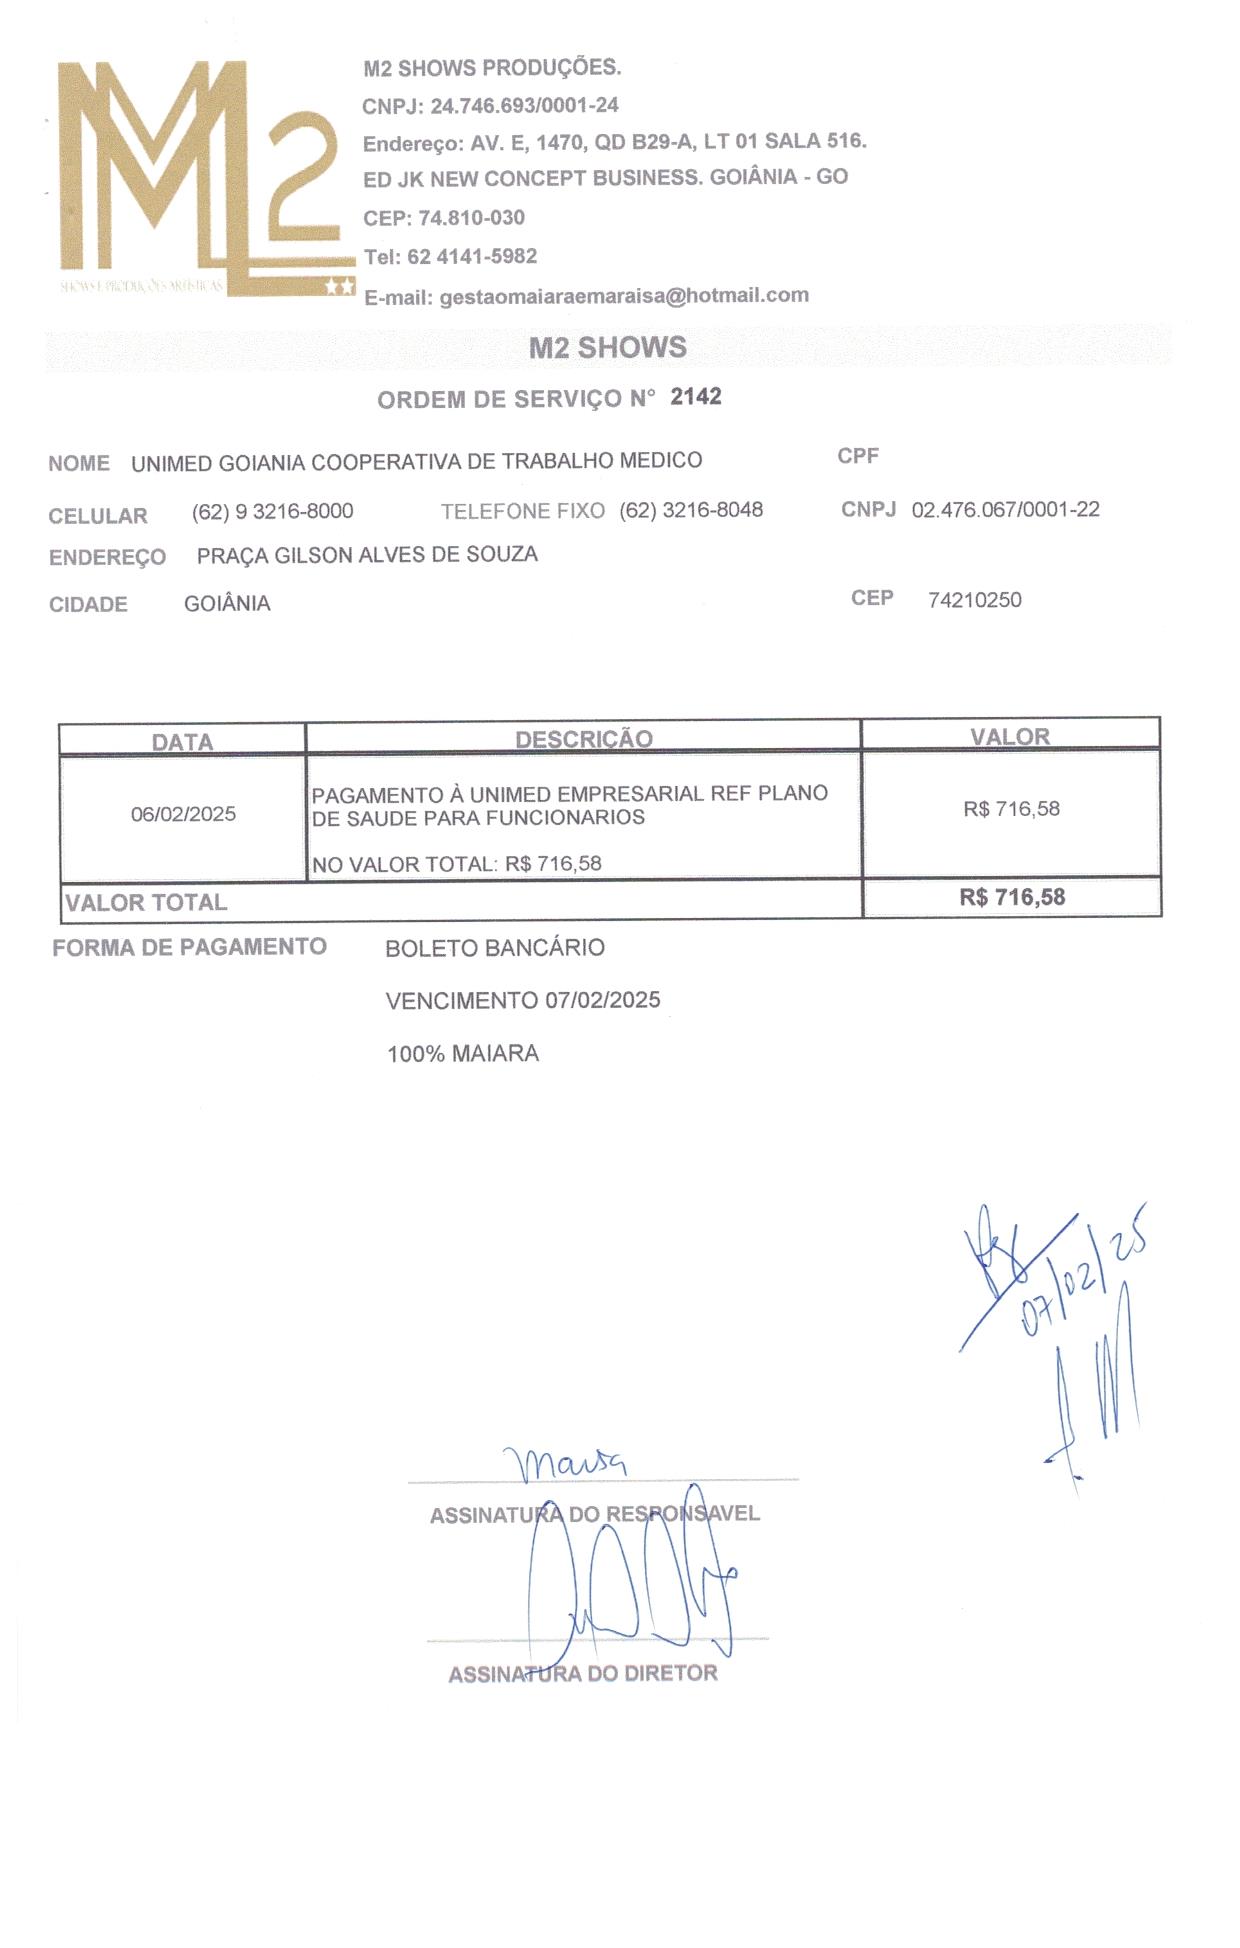 M2
SHOWS E PRODUÇÕES ARTÍSTICAS
M2 SHOWS PRODUÇÕES.
CNPJ: 24.746.693/0001-24
Endereço: AV. E, 1470, QD B29-A, LT 01 SALA 516.
ED JK NEW CONCEPT BUSINESS. GOIÂNIA - GO
CEP: 74.810-030
Tel: 62 4141-5982
E-mail: gestaomaiaraemaraisa@hotmail.com
M2 SHOWS
ORDEM DE SERVIÇO N° 2142
NOME UNIMED GOIANIA COOPERATIVA DE TRABALHO MEDICO CPF
CELULAR (62) 9 3216-8000 TELEFONE FIXO (62) 3216-8048 CNPJ 02.476.067/0001-22
ENDEREÇO PRAÇA GILSON ALVES DE SOUZA
CIDADE GOIÂNIA CEP 74210250
DATA DESCRIÇÃO VALOR
06/02/2025 PAGAMENTO À UNIMED EMPRESARIAL REF PLANO R$ 716,58
DE SAUDE PARA FUNCIONARIOS
NO VALOR TOTAL: R$ 716,58
VALOR TOTAL R$ 716,58
FORMA DE PAGAMENTO BOLETO BANCÁRIO
VENCIMENTO 07/02/2025
100% MAIARA
07/02/25
ASSINATURA DO RESPONSAVEL
ASSINATURA DO DIRETOR